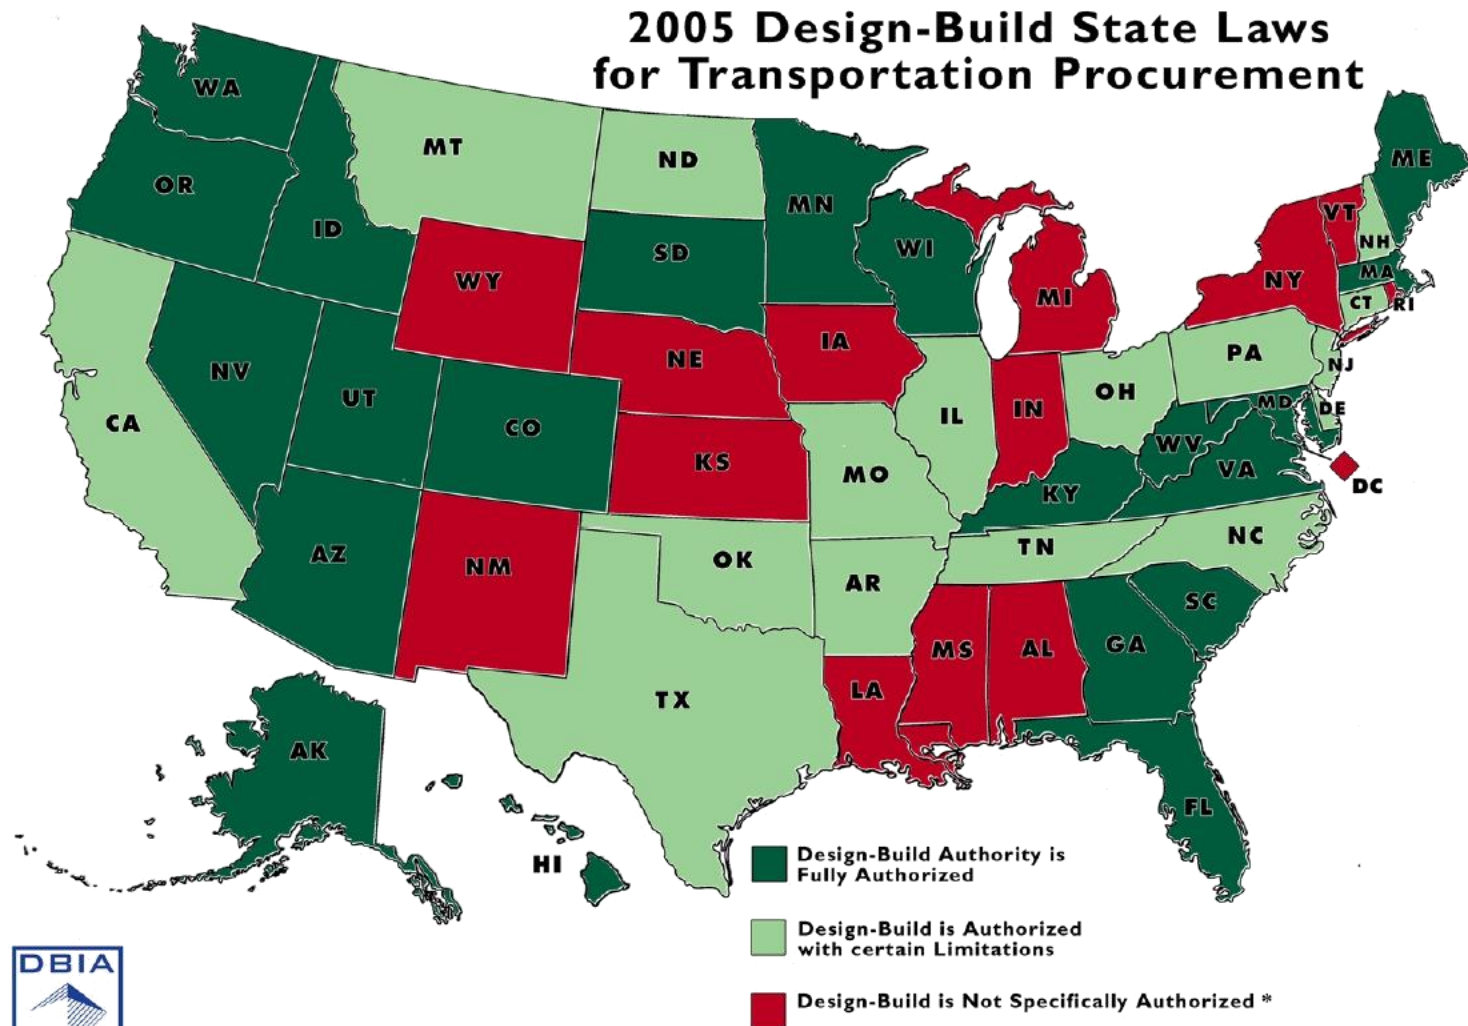 2005 Design-Build State Laws
for Transportation Procurement
WA
MT
ND
ME
OR
MN
VT
ID
WI
NH
SD
MA
WY
NY
MI
CT
RI
IA
NE
PA
NV
NJ
UT
OH
MD
DE
CA
CO
IL
IN
WV
KS
VA
MO
KY
DC
AZ
NM
OK
TN
NC
AR
SC
MS
AL
GA
LA
TX
AK
FL
HI
Design-Build Authority is
Fully Authorized
Design-Build is Authorized
with certain Limitations
DBIA
Design-Build is Not Specifically Authorized *